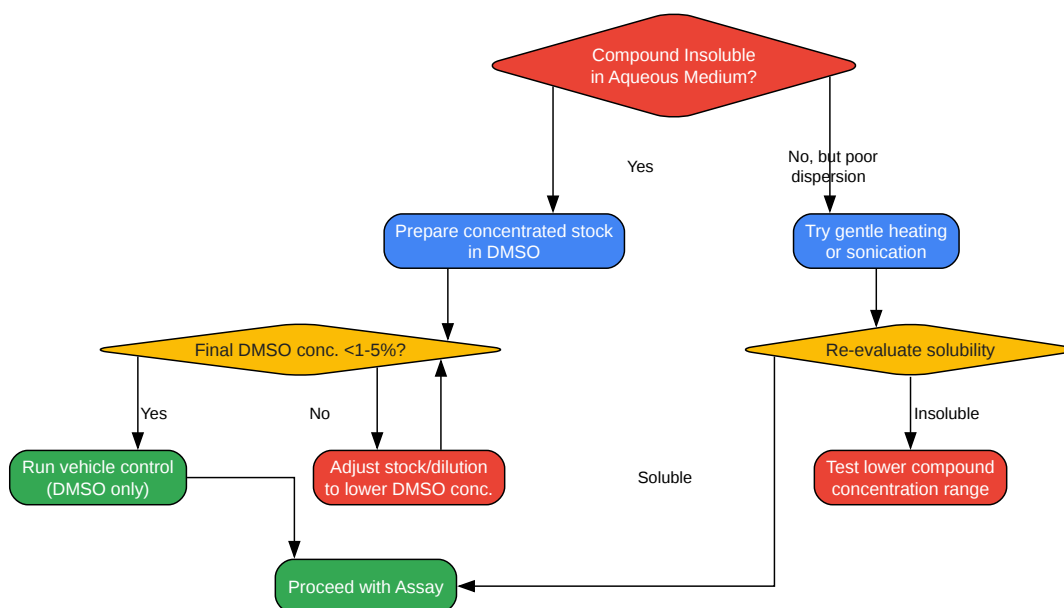 Compound Insoluble
in Aqueous Medium?
Yes
No, but poor
dispersion
Prepare concentrated stock
in DMSO
Try gentle heating
or sonication
Final DMSO conc. <1-5%?
Re-evaluate solubility
Yes
No
Insoluble
Run vehicle control
(DMSO only)
Adjust stock/dilution
to lower DMSO conc.
Soluble
Test lower compound
concentration range
Proceed with Assay